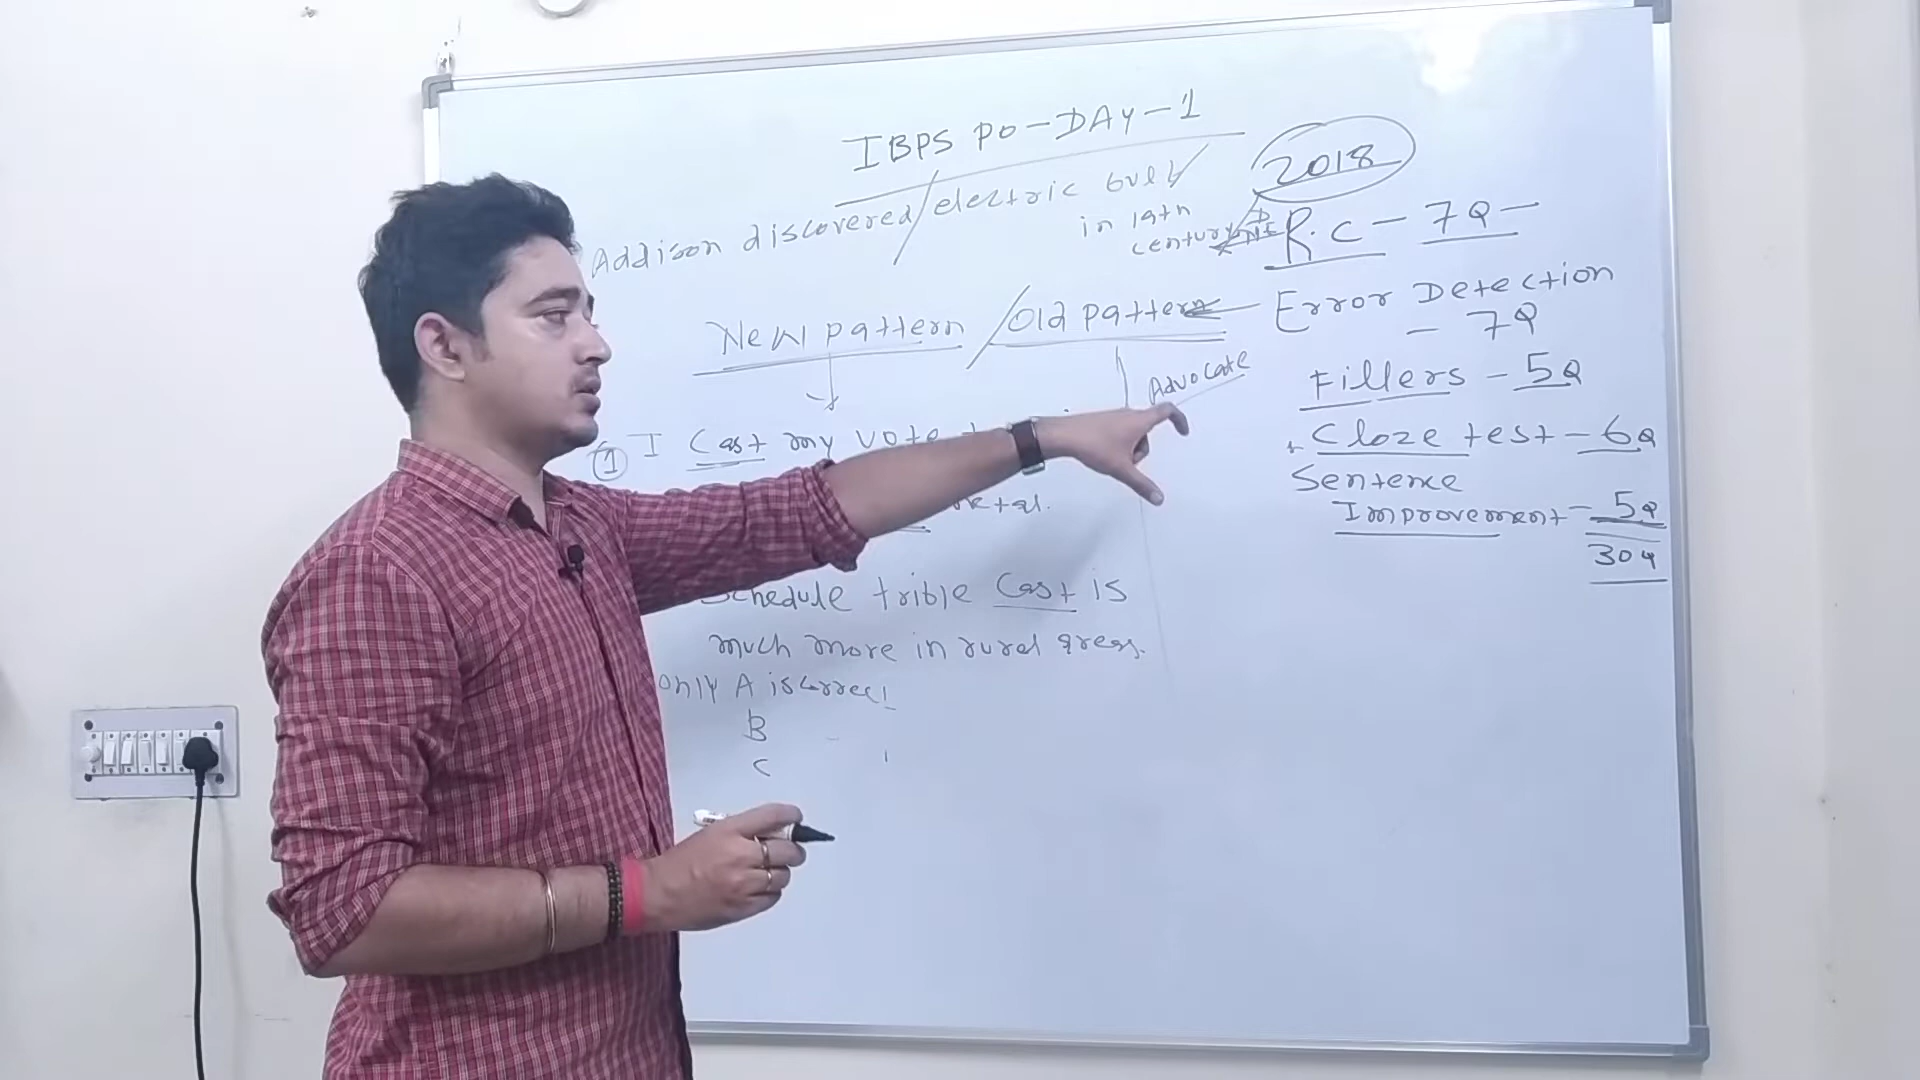 IBPS PO-DAY-1
Addison discovered/electric bulb/
in 19th
century
2018
R.C - 7Q -
New pattern / Old pattern
Error Detection
- 7Q
Advocate
Fillers - 5Q
① I Cast my vote
Cloze test - 6Q
Sentence
Improvement - 5Q
30Q
Schedule trible Cast is
much more in rural areas.
only A is correct
B
C